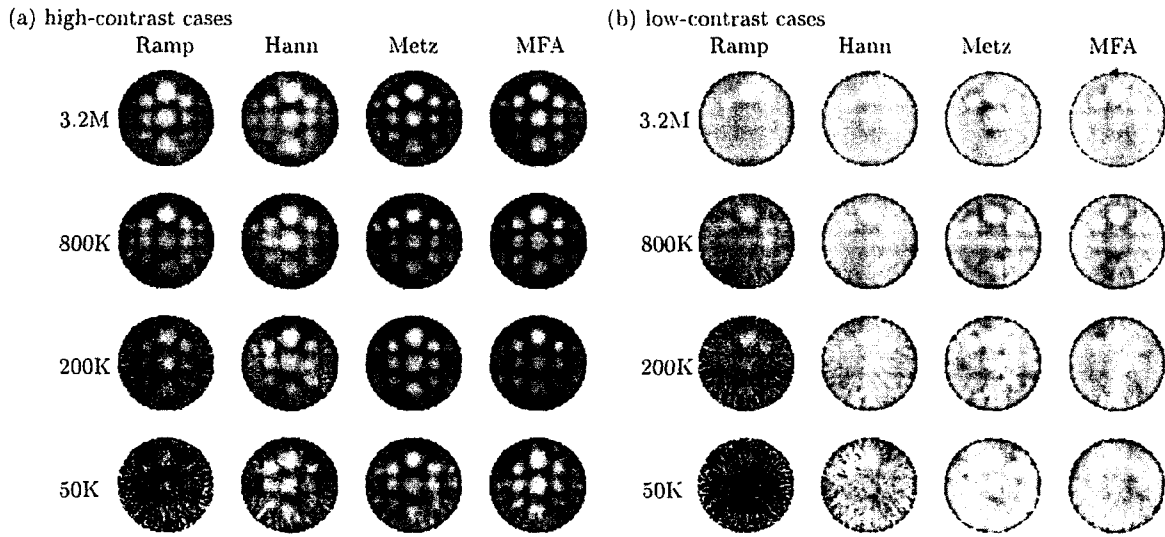 (a) high-contrast cases
Ramp Hann Metz MFA
3.2M
800K
200K
50K
(b) low-contrast cases
Ramp Hann Metz MFA
3.2M
800K
200K
50K